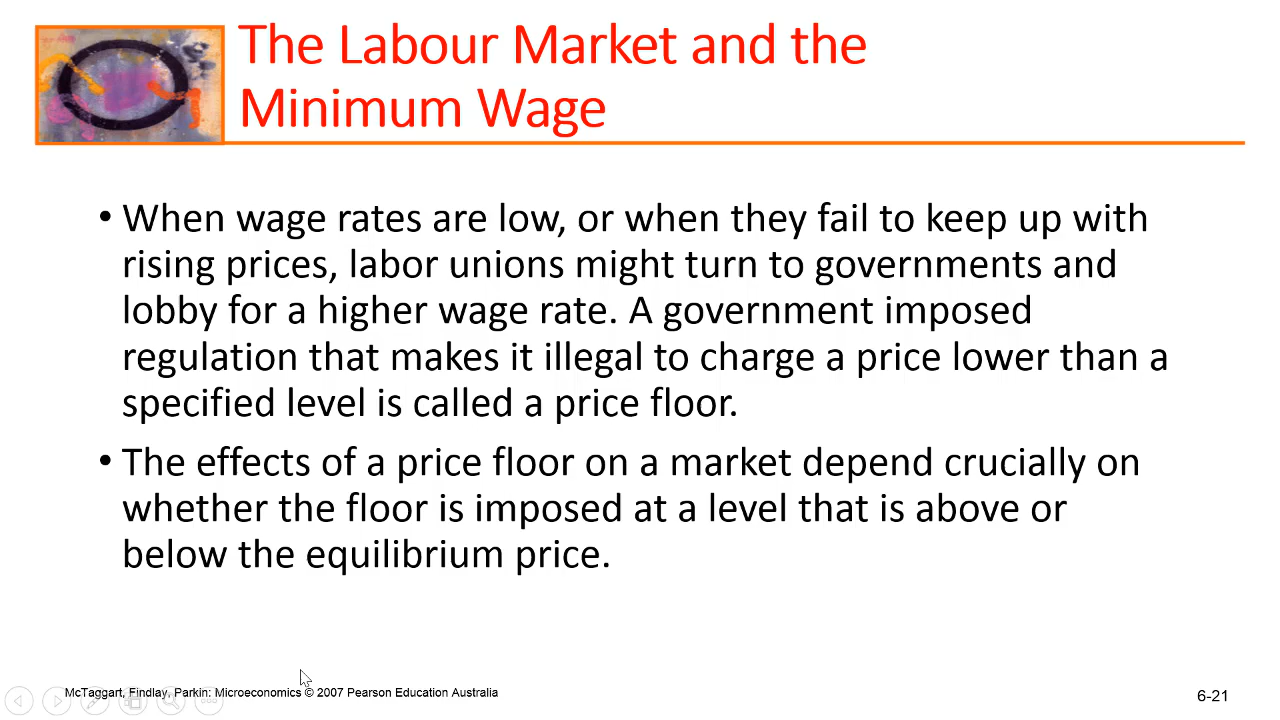 The Labour Market and the
Minimum Wage
• When wage rates are low, or when they fail to keep up with
rising prices, labor unions might turn to governments and
lobby for a higher wage rate. A government imposed
regulation that makes it illegal to charge a price lower than a
specified level is called a price floor.
• The effects of a price floor on a market depend crucially on
whether the floor is imposed at a level that is above or
below the equilibrium price.
McTaggart, Findlay, Parkin: Microeconomics © 2007 Pearson Education Australia
6-21